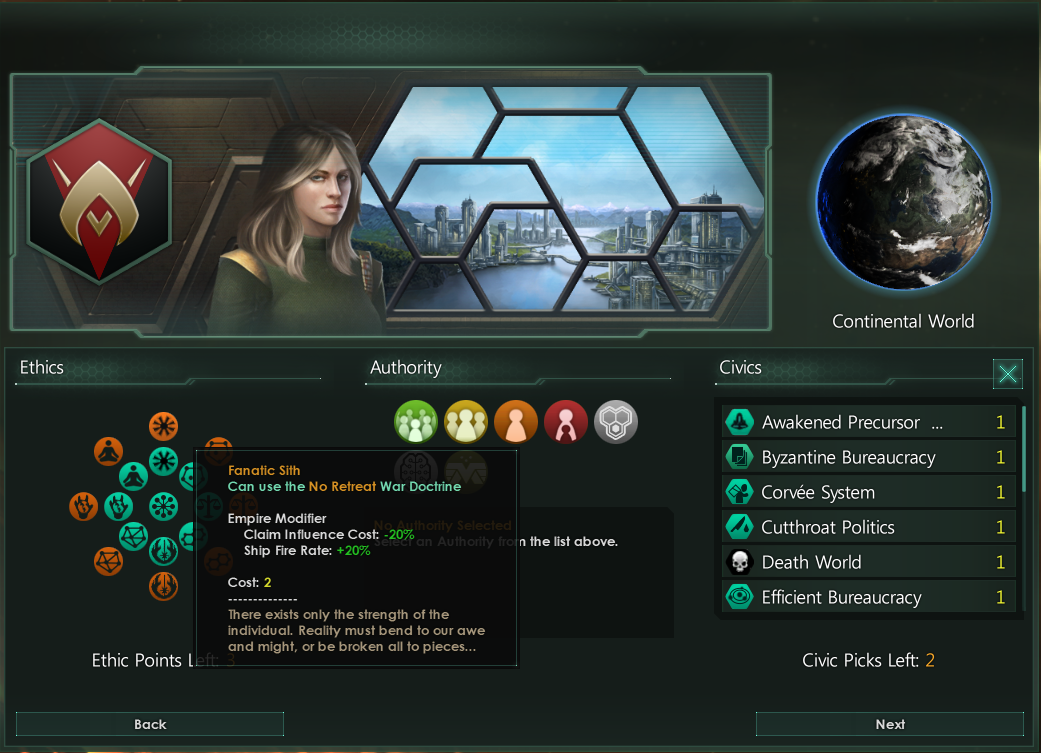 Continental World
Ethics
Authority
Civics
Awakened Precursor ...
1
Byzantine Bureaucracy
1
Corvée System
1
Cutthroat Politics
1
Death World
1
Efficient Bureaucracy
1
Fanatic Sith
Can use the No Retreat War Doctrine
Empire Modifier
Claim Influence Cost: -20%
Ship Fire Rate: +20%
Cost: 2
--------------
There exists only the strength of the
individual. Reality must bend to our awe
and might, or be broken all to pieces...
No Authority Selected
Select an Authority from the list above.
Ethic Points Left: 3
Civic Picks Left: 2
Back
Next